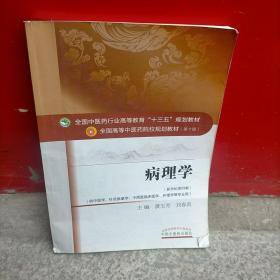 全国中医药行业高等教育“十三五”规划教材
全国高等中医药院校规划教材（第十版）
病理学
（新世纪第四版）
（供中医学、针灸推拿学、中西医临床医学、护理学等专业用）
主编
中国中医药出版社